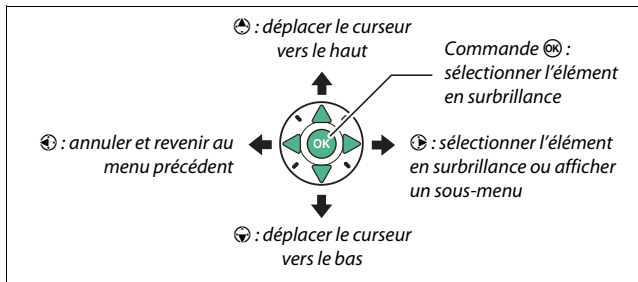 : déplacer le curseur
vers le haut
Commande OK :
sélectionner l'élément
en surbrillance
: annuler et revenir au
menu précédent
OK
: sélectionner l'élément
en surbrillance ou afficher
un sous-menu
: déplacer le curseur
vers le bas